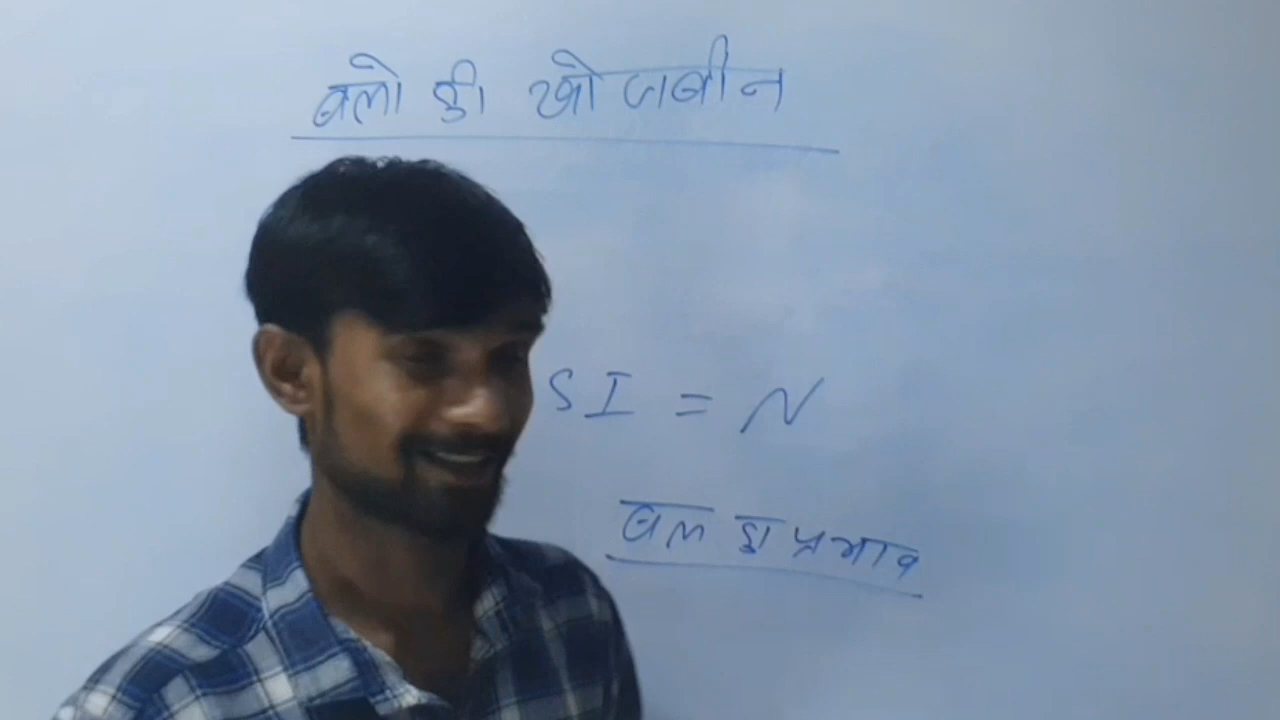 बलो की खोजबीन
SI = N
बल का प्रभाव